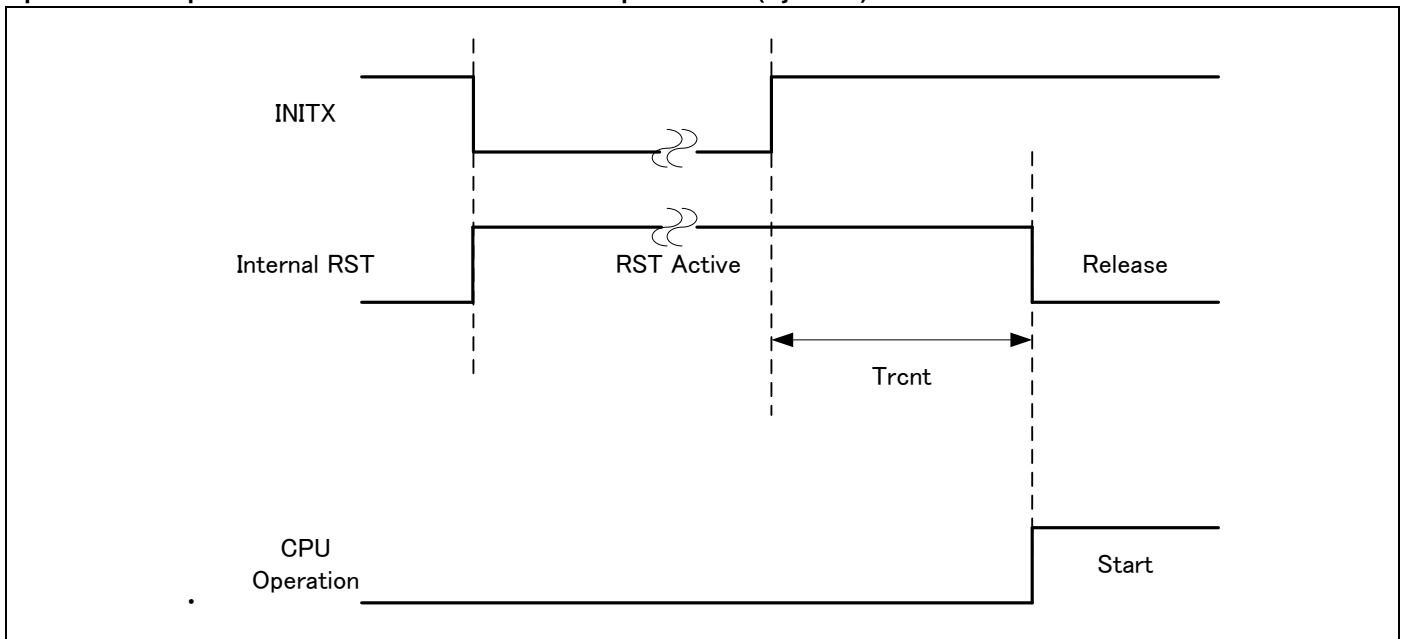 INITX
Internal RST
RST Active
Release
Trcnt
CPU
Operation
Start